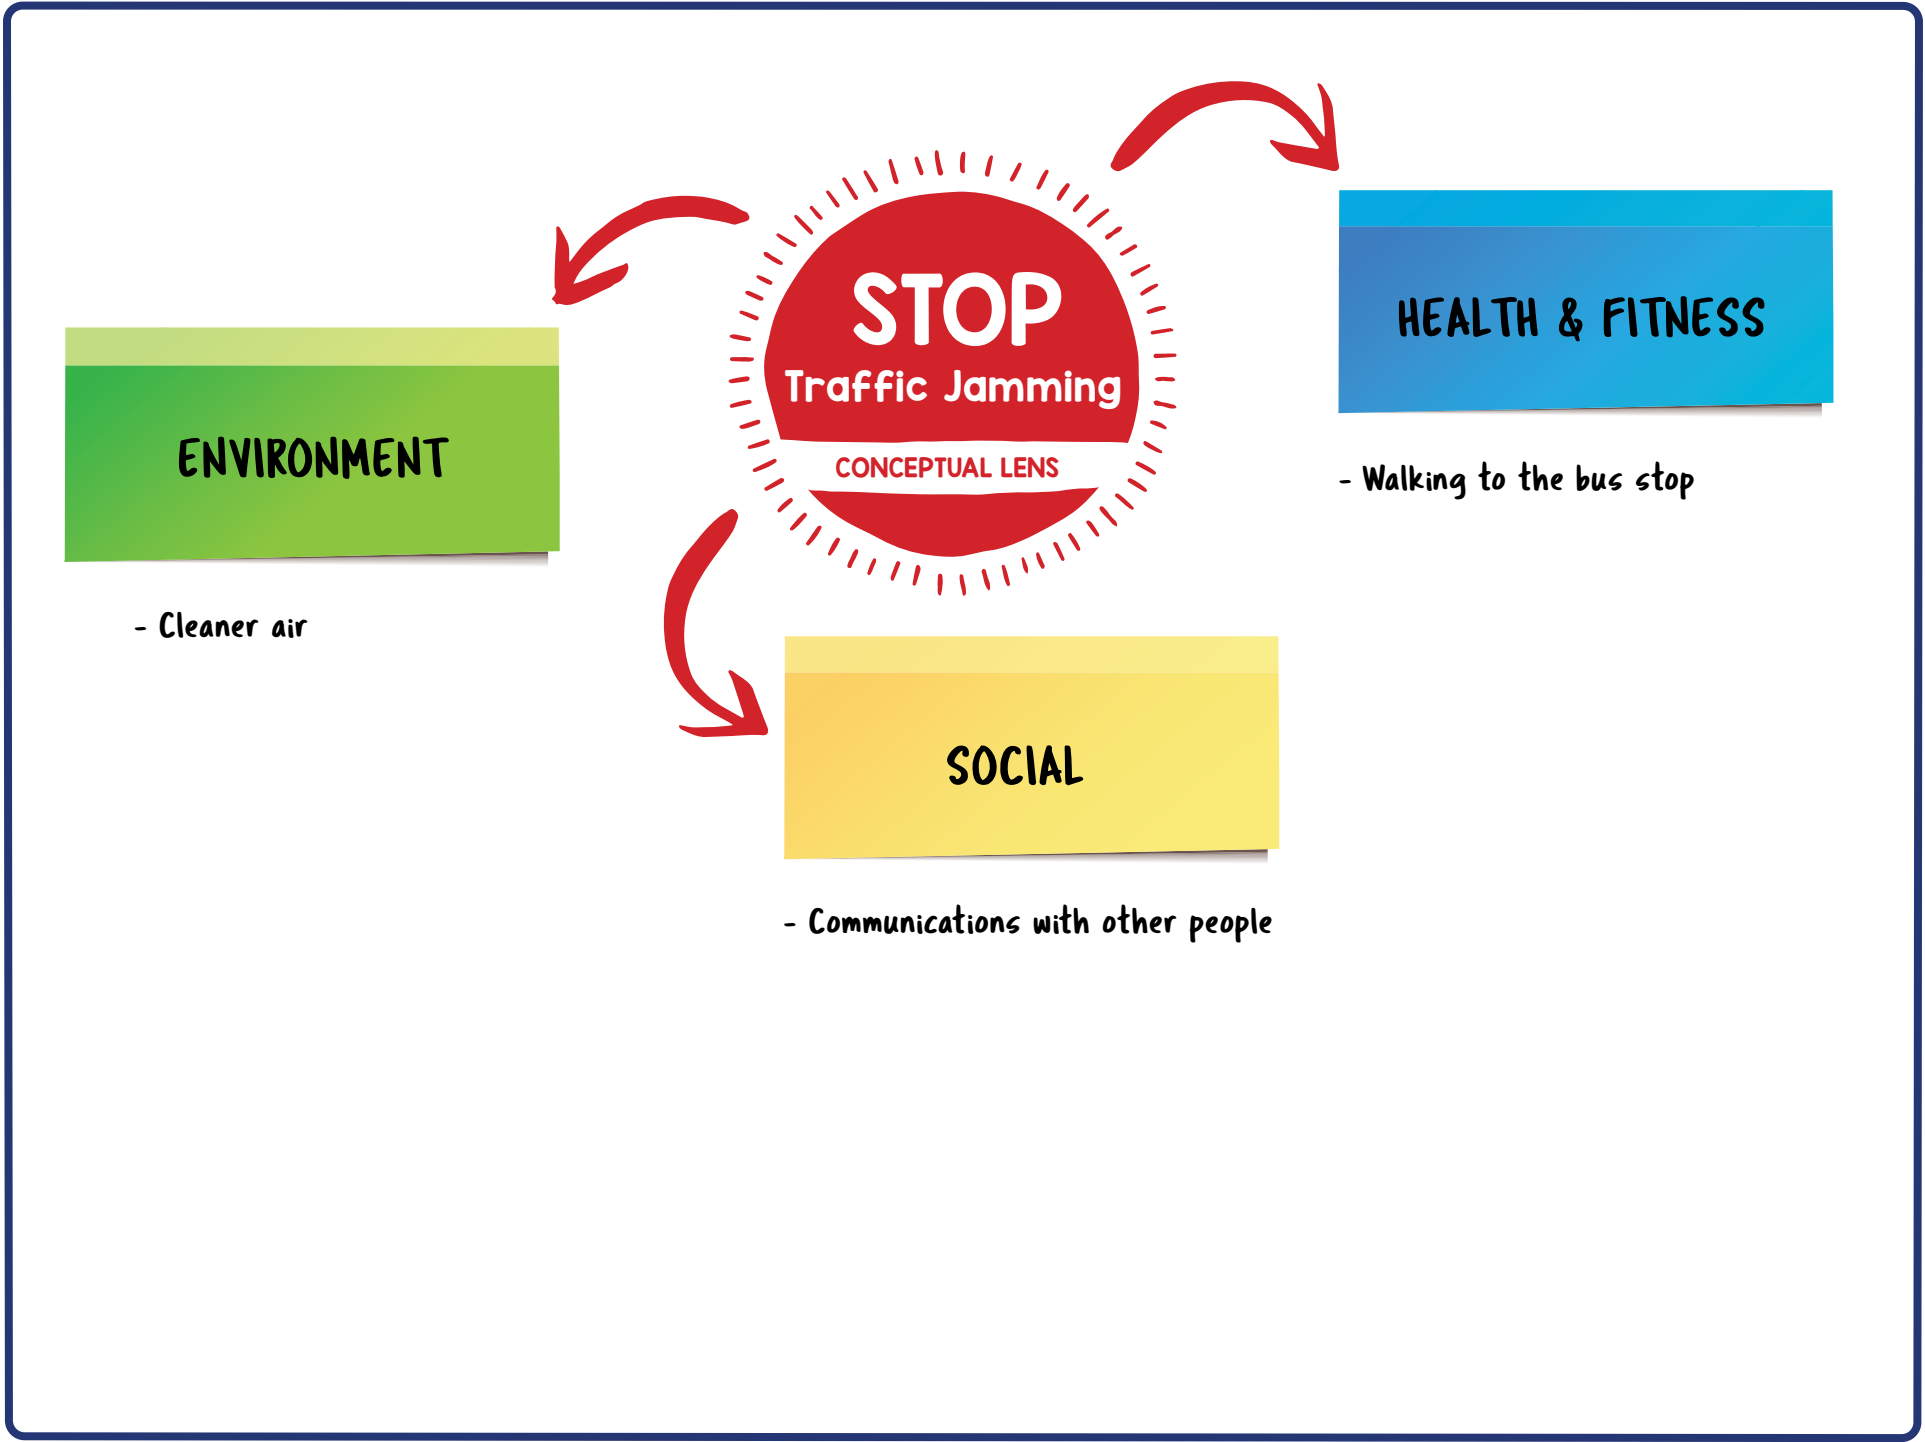 STOP
Traffic Jamming
CONCEPTUAL LENS
ENVIRONMENT
- Cleaner air
SOCIAL
- Communications with other people
HEALTH & FITNESS
- Walking to the bus stop